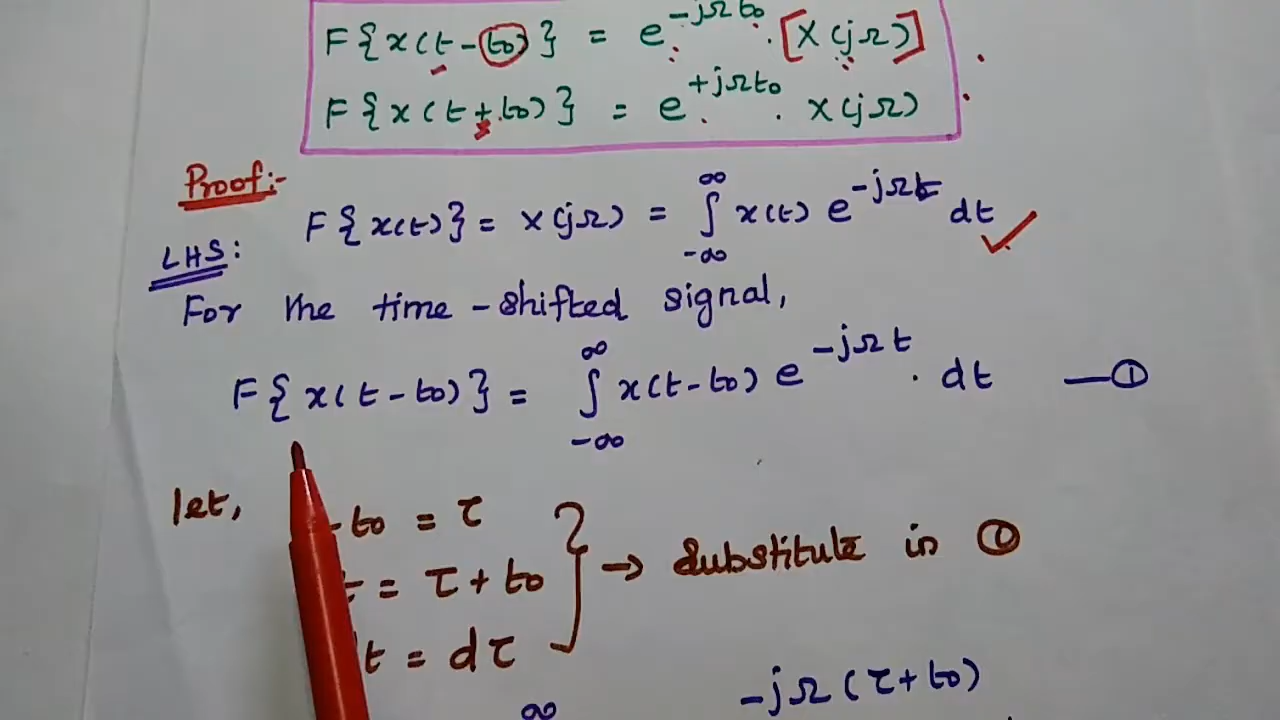 F{x(t-t0)} = e^-jΩt0 . [X(jΩ)]
F{x(t+t0)} = e^+jΩt0 . X(jΩ)
Proof:-
F{x(t)} = X(jΩ) = ∫_-∞^∞ x(t) e^-jΩt dt
LHS:
For the time-shifted signal,
F{x(t-t0)} = ∫_-∞^∞ x(t-t0) e^-jΩt . dt —①
let,
-t0 = τ
t = τ+t0
t = dτ
} → Substitute in ①
∞
-jΩ(τ+t0)